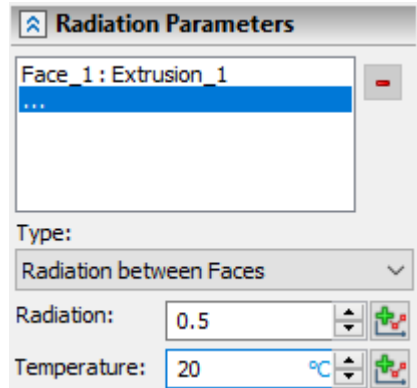 Radiation Parameters
Face_1 : Extrusion_1
...
Type:
Radiation between Faces
Radiation: 0.5
Temperature: 20 °C